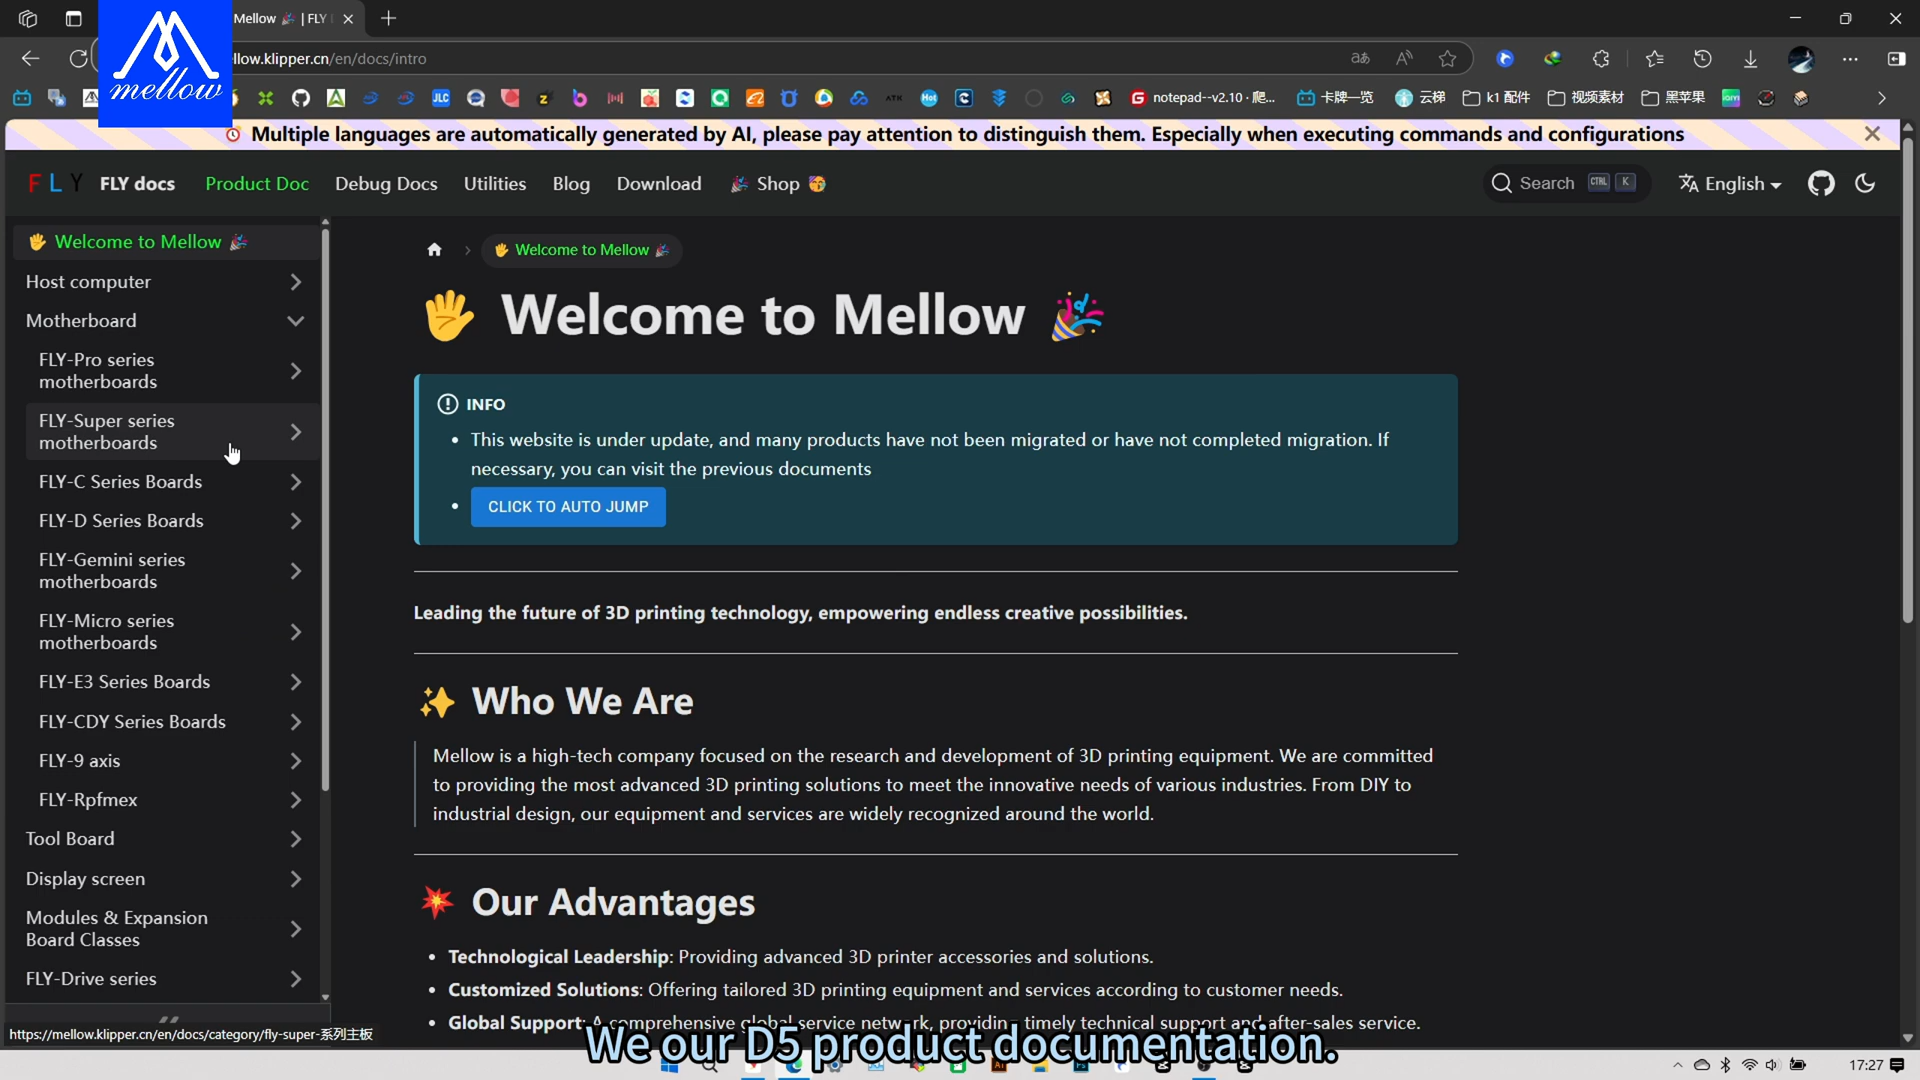 Mellow 🎉 | FLY
mellow
llow.klipper.cn/en/docs/intro
notepad--v2.10 · 爬...
卡牌一览
云梯
k1 配件
视频素材
黑苹果
Multiple languages are automatically generated by AI, please pay attention to distinguish them. Especially when executing commands and configurations
FLY FLY docs Product Doc Debug Docs Utilities Blog Download 🎉 Shop 🥳 Search CTRL K English
🖐 Welcome to Mellow 🎉
Host computer
Motherboard
FLY-Pro series
motherboards
FLY-Super series
motherboards
FLY-C Series Boards
FLY-D Series Boards
FLY-Gemini series
motherboards
FLY-Micro series
motherboards
FLY-E3 Series Boards
FLY-CDY Series Boards
FLY-9 axis
FLY-Rpfmex
Tool Board
Display screen
Modules & Expansion
Board Classes
FLY-Drive series
🖐 Welcome to Mellow 🎉
🖐 Welcome to Mellow 🎉
INFO
• This website is under update, and many products have not been migrated or have not completed migration. If
necessary, you can visit the previous documents
• CLICK TO AUTO JUMP
Leading the future of 3D printing technology, empowering endless creative possibilities.
✨ Who We Are
Mellow is a high-tech company focused on the research and development of 3D printing equipment. We are committed
to providing the most advanced 3D printing solutions to meet the innovative needs of various industries. From DIY to
industrial design, our equipment and services are widely recognized around the world.
💥 Our Advantages
• Technological Leadership: Providing advanced 3D printer accessories and solutions.
• Customized Solutions: Offering tailored 3D printing equipment and services according to customer needs.
• Global Support: A comprehensive global service network, providing timely technical support and after-sales service.
https://mellow.klipper.cn/en/docs/category/fly-super-系列主板
We our D5 product documentation.
17:27